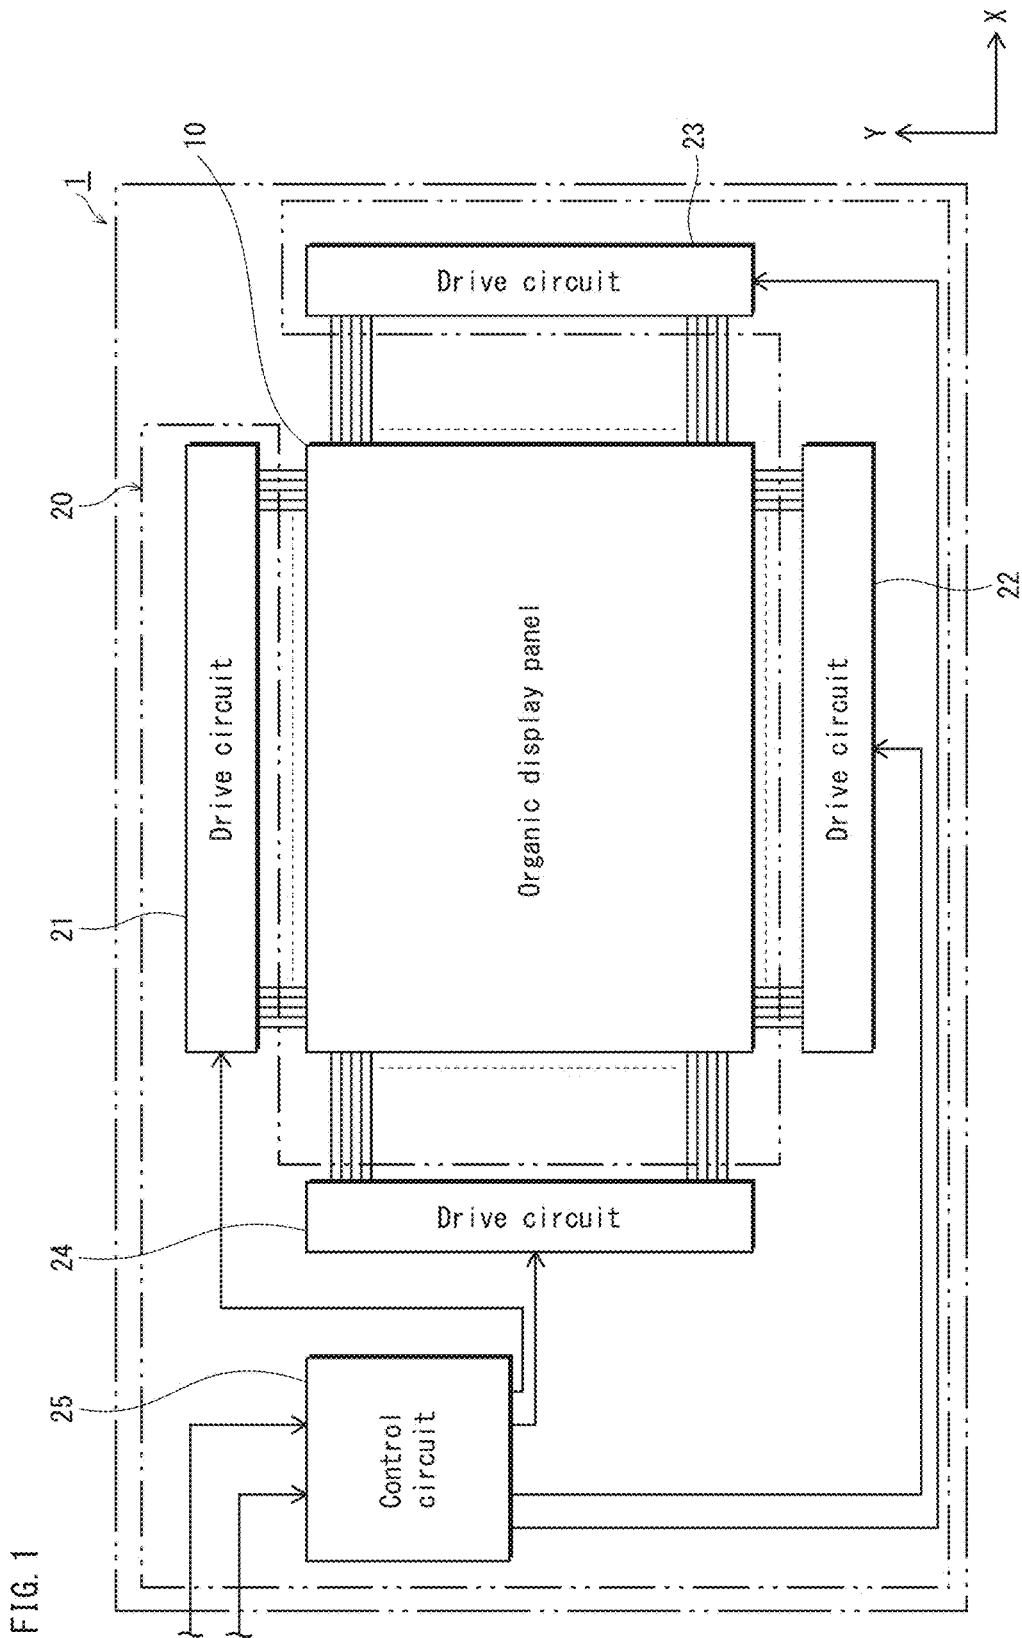 FIG. 1
1
20
21
Drive circuit
10
Organic display panel
23
Drive circuit
24
Drive circuit
25
Control
circuit
22
Drive circuit
Y
X